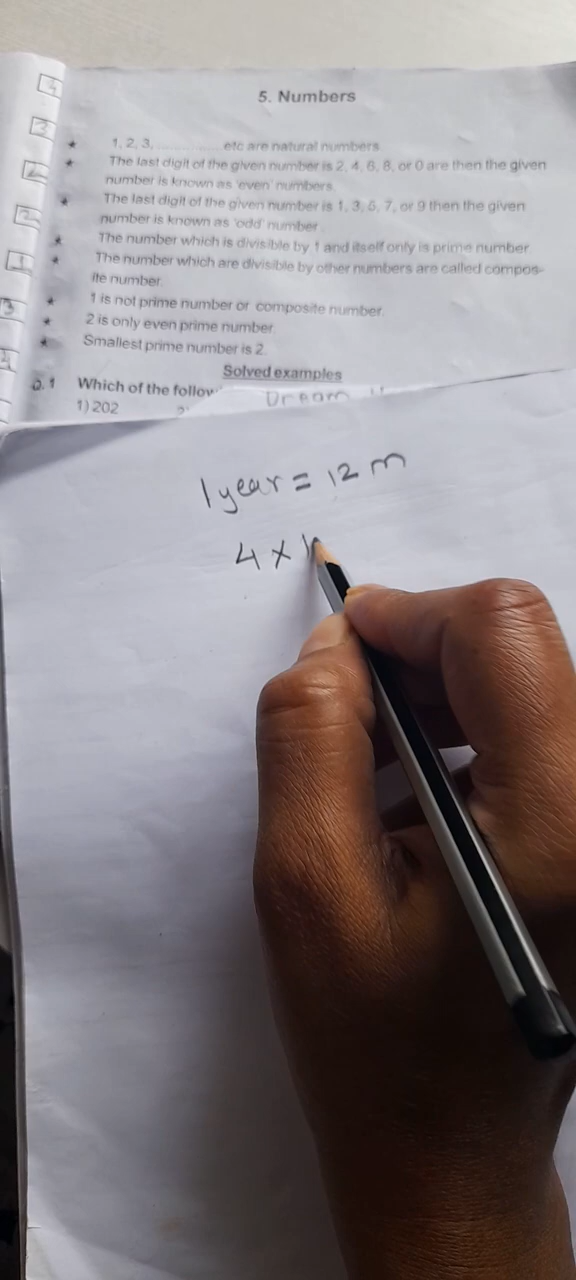 5. Numbers
★ 1, 2, 3, ................ etc are natural numbers.
★ The last digit of the given number is 2, 4, 6, 8, or 0 are then the given
number is known as 'even' numbers.
★ The last digit of the given number is 1, 3, 5, 7, or 9 then the given
number is known as 'odd' number.
★ The number which is divisible by 1 and itself only is prime number.
★ The number which are divisible by other numbers are called compos-
ite number.
★ 1 is not prime number or composite number.
★ 2 is only even prime number.
★ Smallest prime number is 2.
Solved examples
Q.1 Which of the follow
1) 202
Dream
1 year = 12 m
4 × 1